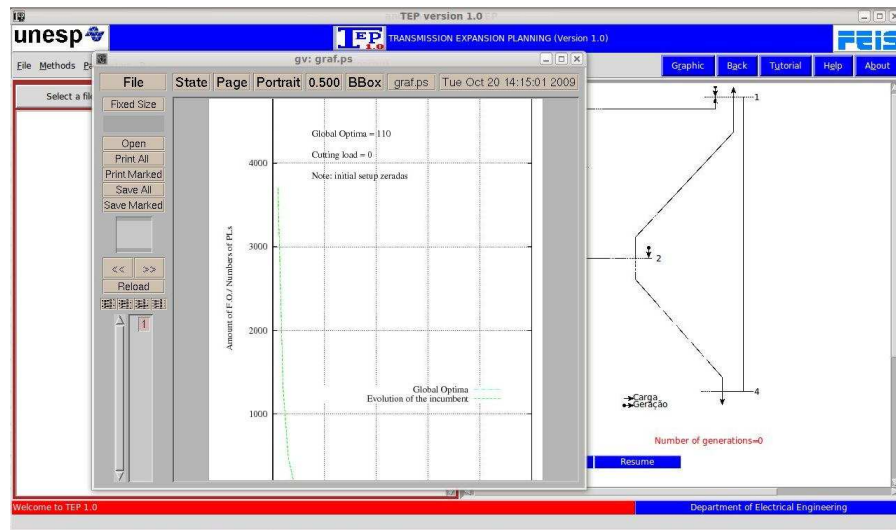 TEP version 1.0
unesp
TEP 1.0
TRANSMISSION EXPANSION PLANNING (Version 1.0)
FEIS
File Methods
Graphic Back Tutorial Help About
Select a
gv: graf.ps
File
State Page Portrait 0.500 BBox graf.ps Tue Oct 20 14:15:01 2009
Fixed Size
Open
Print All
Print Marked
Save All
Save Marked
<< >>
Reload
1
Global Optima = 110
Cutting load = 0
Note: initial setup zeradas
Amount of F.O./ Numbers of PLs
4000
3000
2000
1000
Global Optima
Evolution of the incumbent
1
2
4
Carga
Geração
Number of generations=0
Resume
Welcome to TEP 1.0
Department of Electrical Engineering